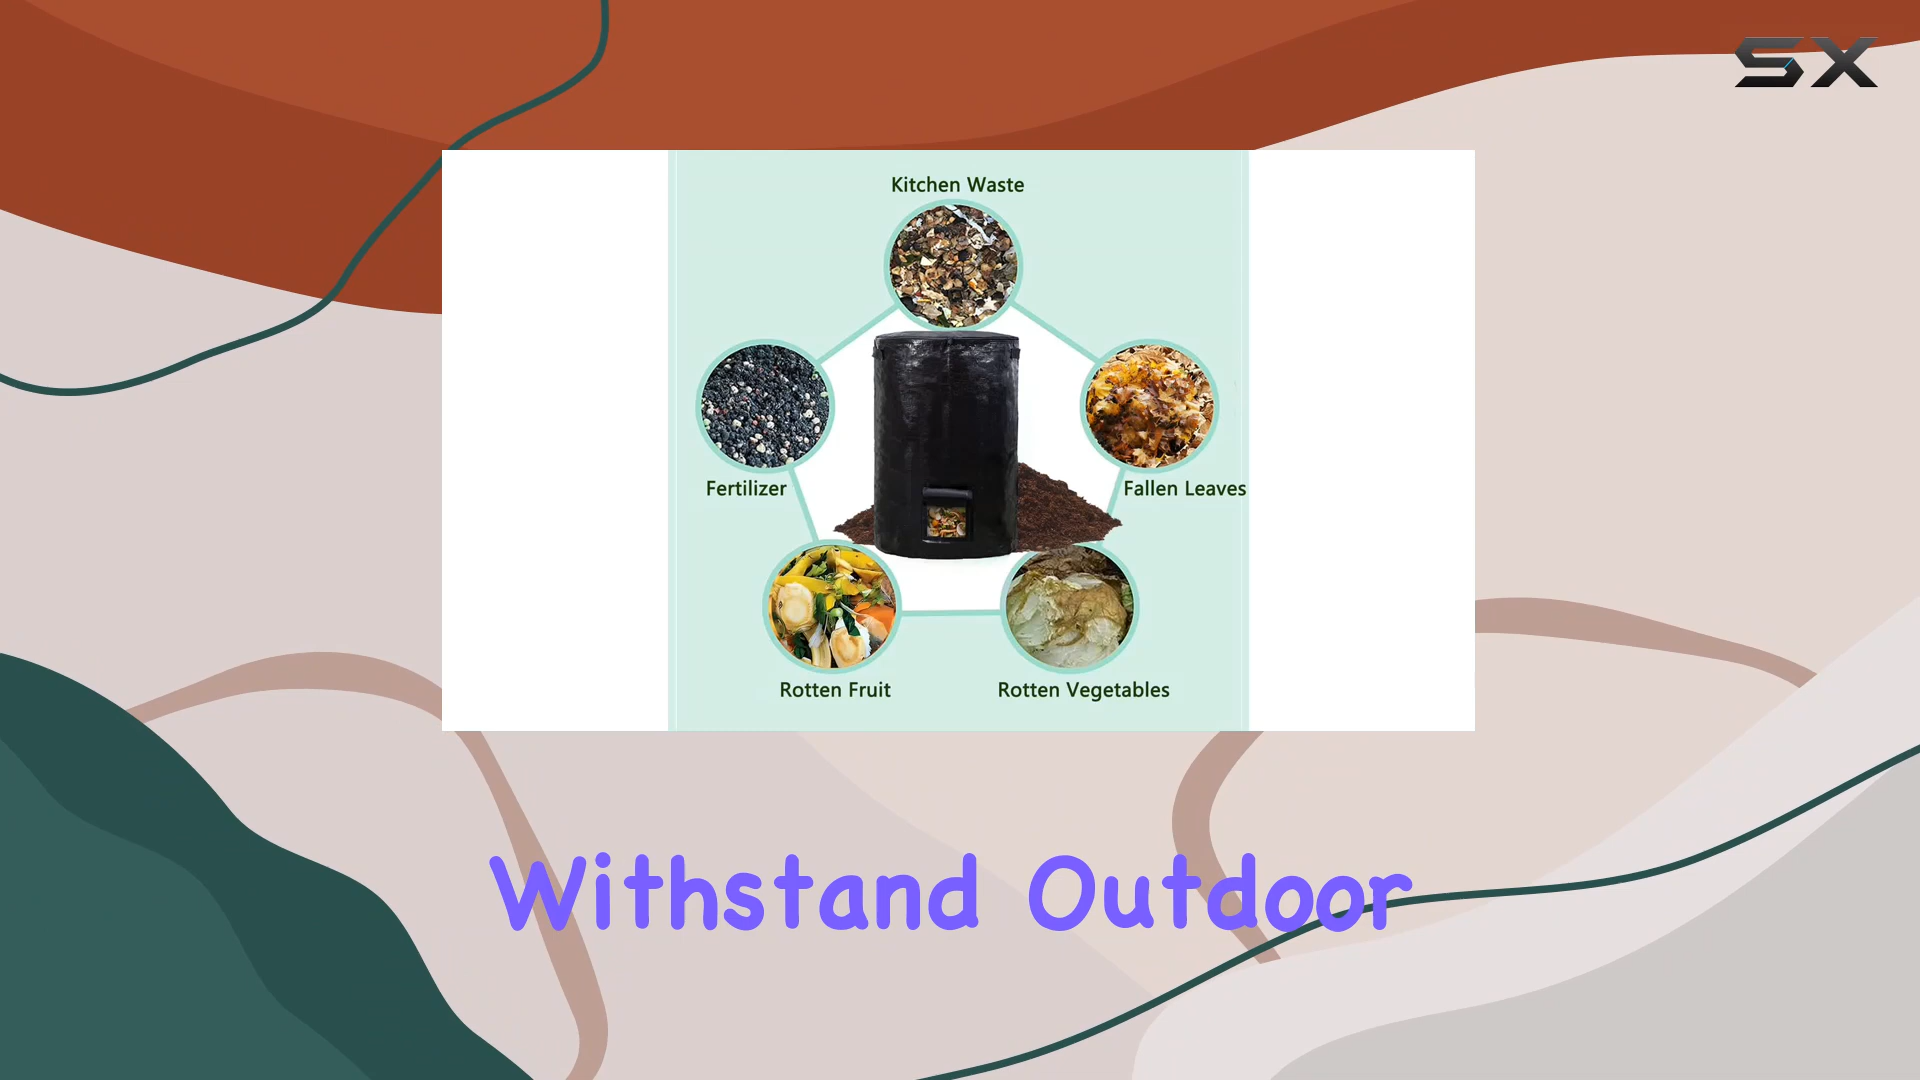 SX
Kitchen Waste
Fertilizer
Fallen Leaves
Rotten Fruit
Rotten Vegetables
Withstand Outdoor